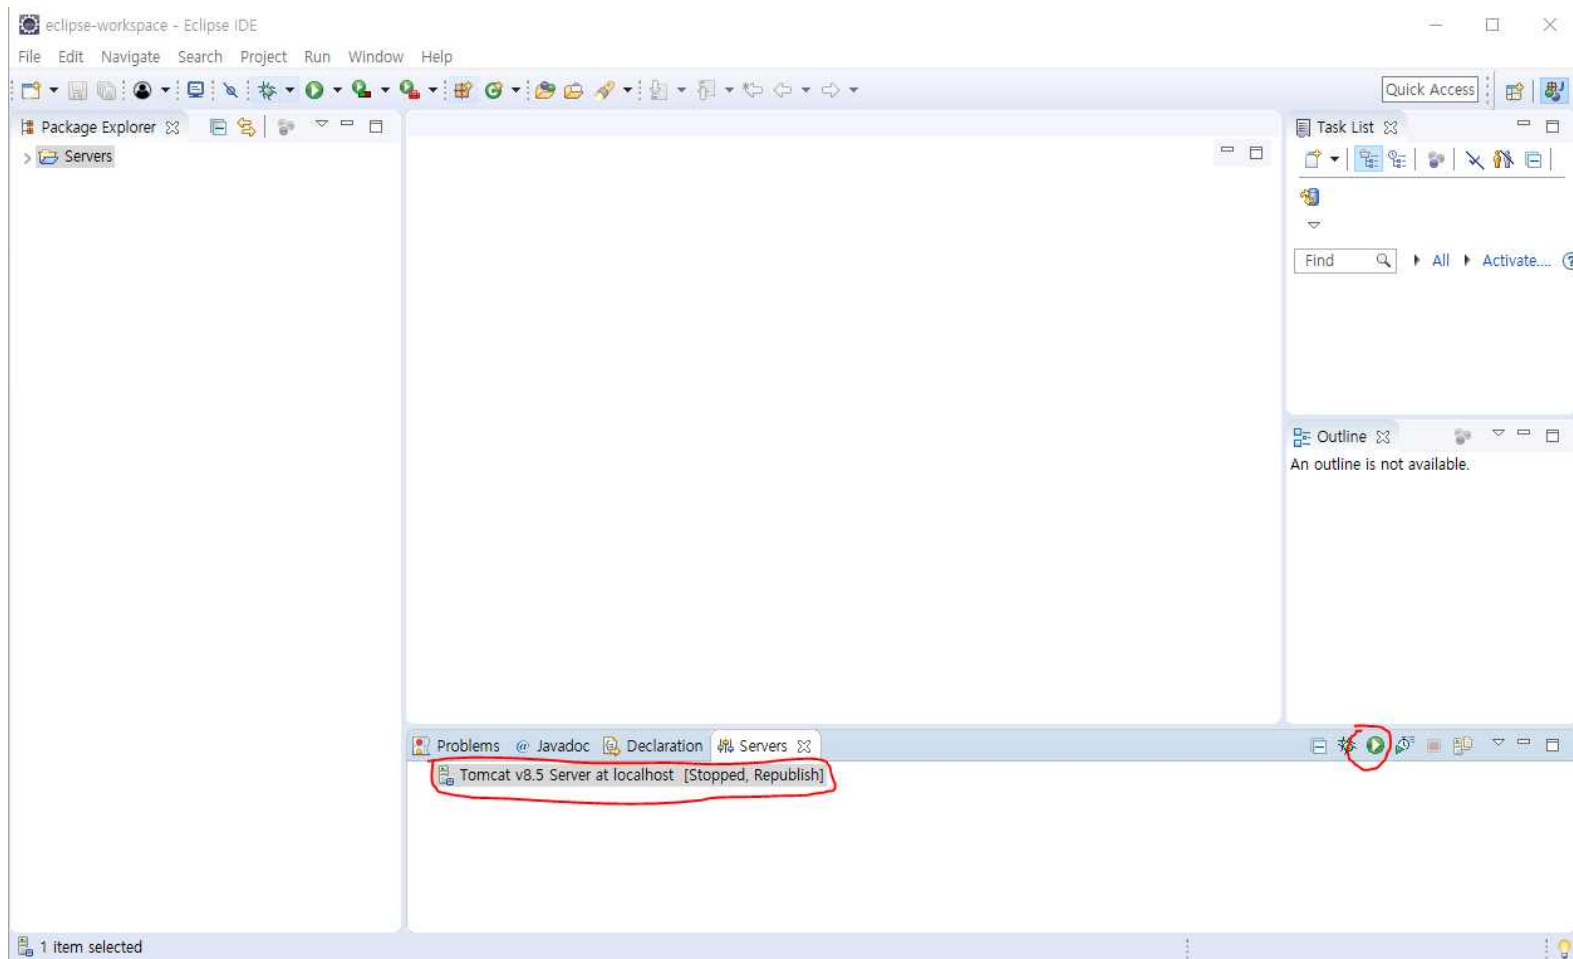 eclipse-workspace - Eclipse IDE
File Edit Navigate Search Project Run Window Help
Quick Access
Package Explorer
Servers
Task List
Find All Activate...
Outline
An outline is not available.
Problems @ Javadoc Declaration Servers
Tomcat v8.5 Server at localhost [Stopped, Republish]
1 item selected